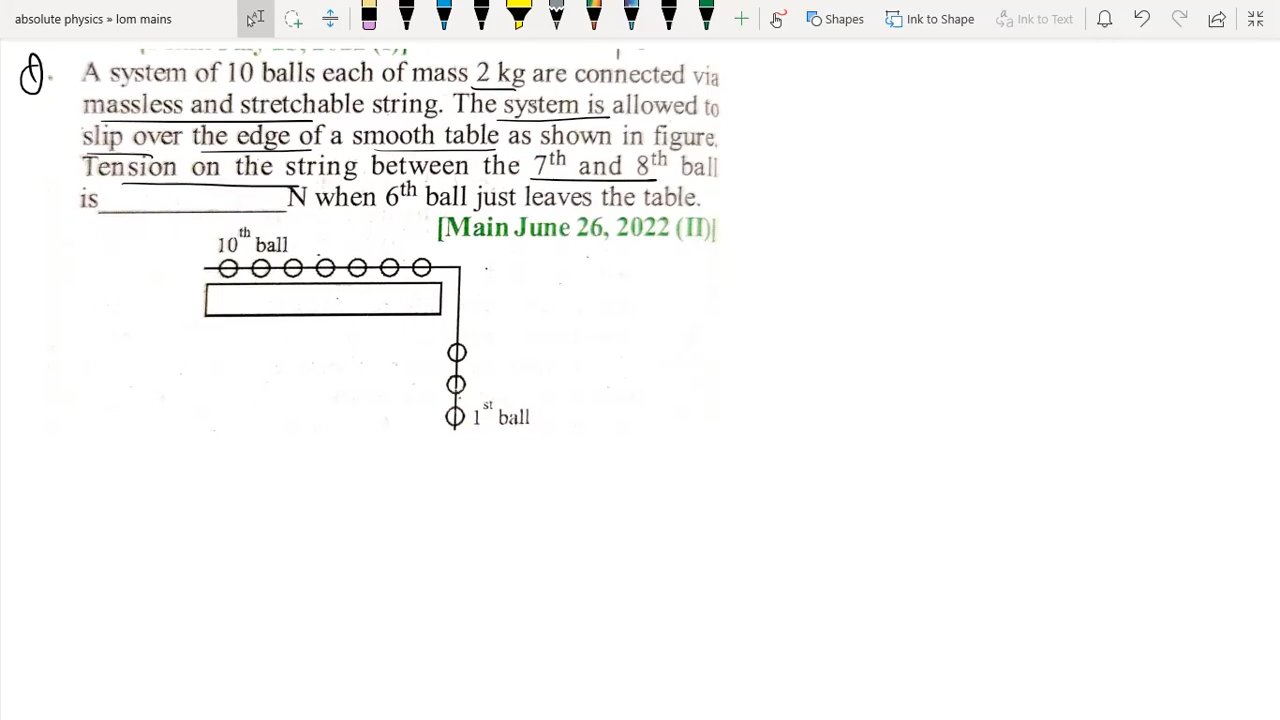 absolute physics » lom mains
Shapes
Ink to Shape
Ink to Text
A system of 10 balls each of mass 2 kg are connected via
massless and stretchable string. The system is allowed to
slip over the edge of a smooth table as shown in figure.
Tension on the string between the 7th and 8th ball
is __________ N when 6th ball just leaves the table.
[Main June 26, 2022 (II)]
10th ball
1st ball